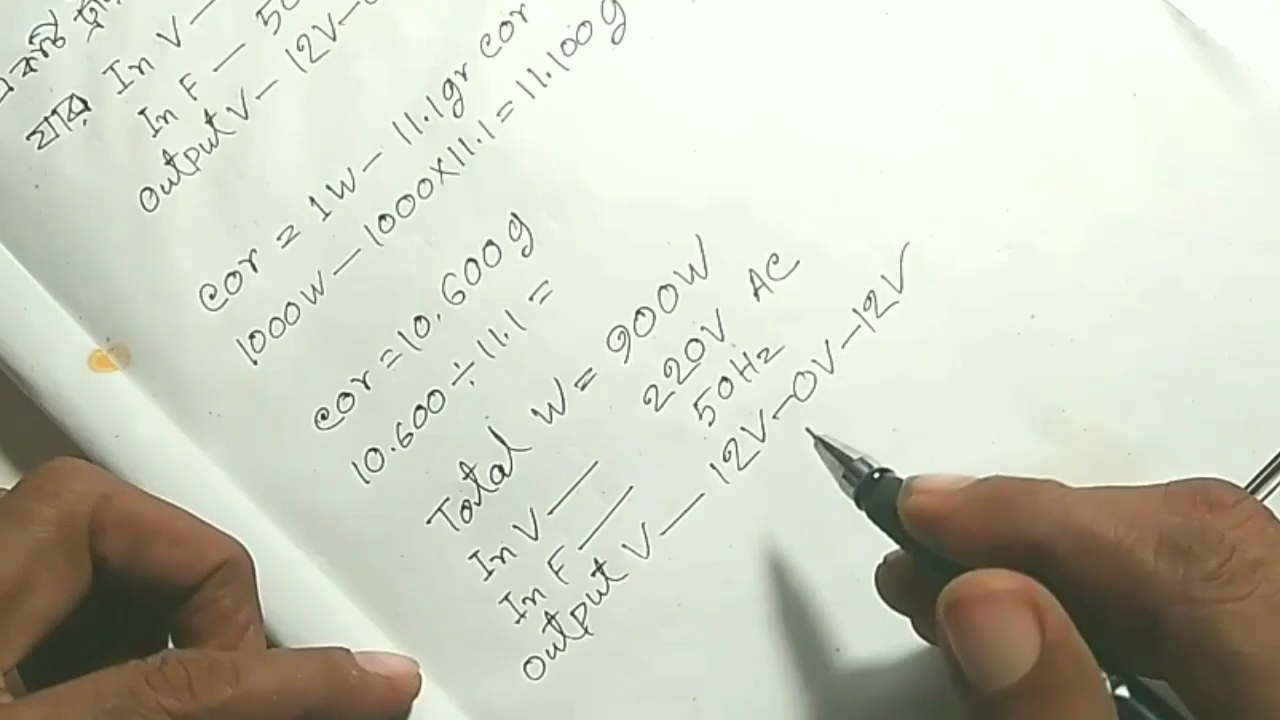 একটি
যার In V —
In F — 50
Output V — 12V —
Cor = 1W — 11.1gr Cor
1000W — 1000×11.1 = 11.100g
Cor = 10.600g
10.600 ÷ 11.1 =
Total W = 900W
In V — 220V AC
In F — 50Hz
Output V — 12V-0V-12V